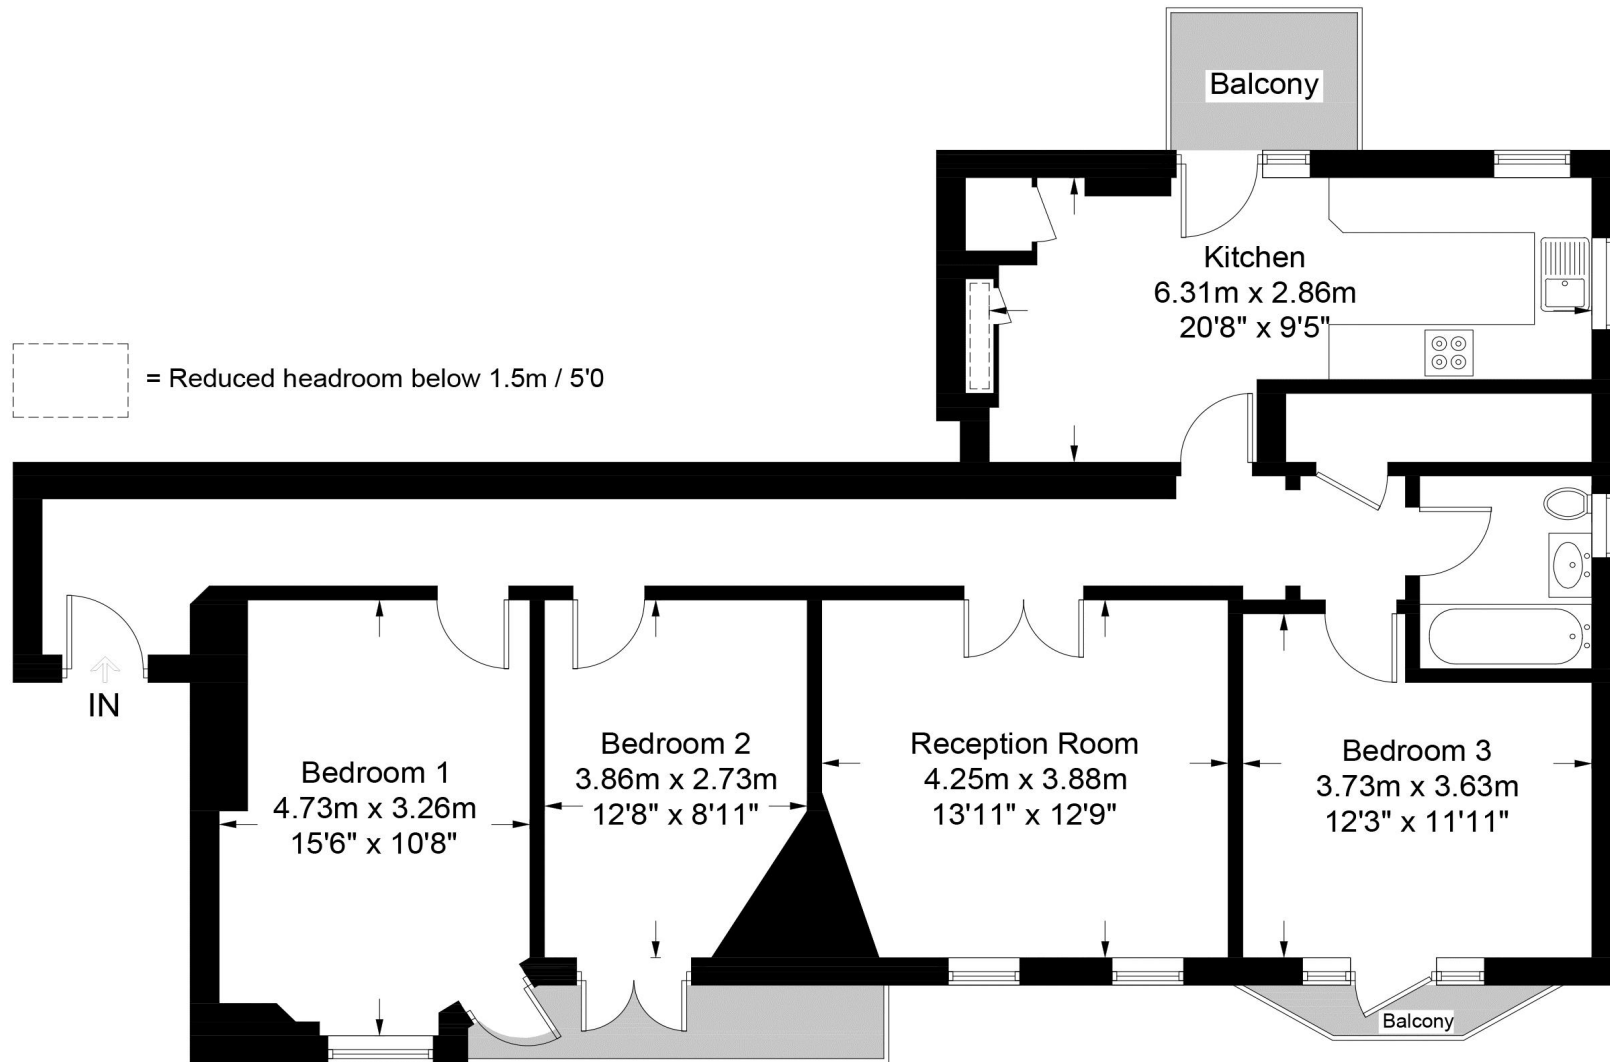 Balcony
Kitchen
6.31m x 2.86m
20'8" x 9'5"
= Reduced headroom below 1.5m / 5'0
IN
Bedroom 1
4.73m x 3.26m
15'6" x 10'8"
Bedroom 2
3.86m x 2.73m
12'8" x 8'11"
Reception Room
4.25m x 3.88m
13'11" x 12'9"
Bedroom 3
3.73m x 3.63m
12'3" x 11'11"
Balcony